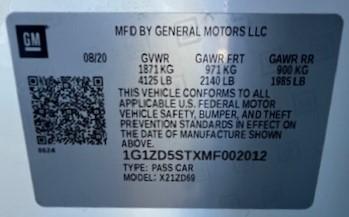 GM
MFD BY GENERAL MOTORS LLC
08/20 GVWR GAWR FRT GAWR RR
1871 KG 971 KG 900 KG
4125 LB 2140 LB 1985 LB
THIS VEHICLE CONFORMS TO ALL
APPLICABLE U.S. FEDERAL MOTOR
VEHICLE SAFETY, BUMPER, AND THEFT
PREVENTION STANDARDS IN EFFECT ON
THE DATE OF MANUFACTURE SHOWN
ABOVE.
8624
1G1ZD5STXMF002012
TYPE: PASS CAR
MODEL: X21ZD69